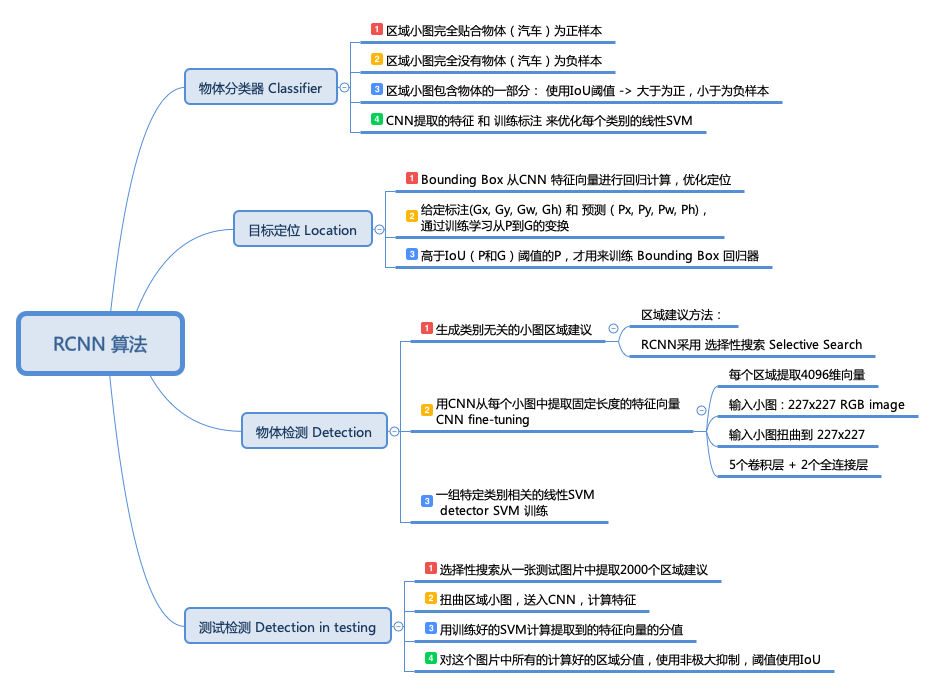 RCNN 算法
物体分类器 Classifier
1 区域小图完全贴合物体（汽车）为正样本
2 区域小图完全没有物体（汽车）为负样本
3 区域小图包含物体的一部分： 使用IoU阈值 -> 大于为正，小于为负样本
4 CNN提取的特征 和 训练标注 来优化每个类别的线性SVM
目标定位 Location
1 Bounding Box 从CNN 特征向量进行回归计算，优化定位
2 给定标注(Gx, Gy, Gw, Gh) 和 预测（Px, Py, Pw, Ph)，
通过训练学习从P到G的变换
3 高于IoU（P和G）阈值的P，才用来训练 Bounding Box 回归器
物体检测 Detection
1 生成类别无关的小图区域建议
区域建议方法：
RCNN采用 选择性搜索 Selective Search
2 用CNN从每个小图中提取固定长度的特征向量
CNN fine-tuning
每个区域提取4096维向量
输入小图：227x227 RGB image
输入小图扭曲到 227x227
5个卷积层 + 2个全连接层
3 一组特定类别相关的线性SVM
detector SVM 训练
测试检测 Detection in testing
1 选择性搜索从一张测试图片中提取2000个区域建议
2 扭曲区域小图，送入CNN，计算特征
3 用训练好的SVM计算提取到的特征向量的分值
4 对这个图片中所有的计算好的区域分值，使用非极大抑制，阈值使用IoU